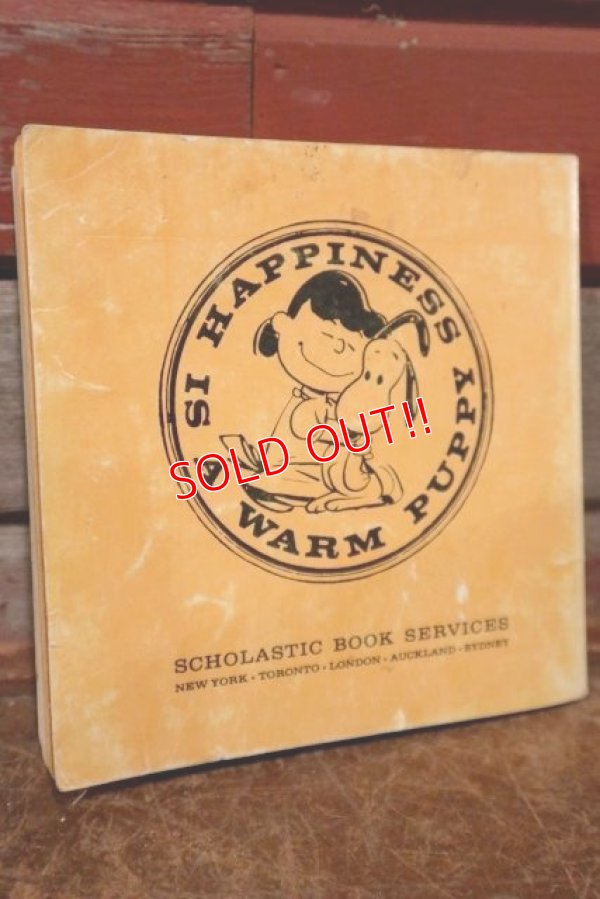 HAPPINESS IS A WARM PUPPY
SOLD OUT!!
SCHOLASTIC BOOK SERVICES
NEW YORK • TORONTO • LONDON • AUCKLAND • SYDNEY